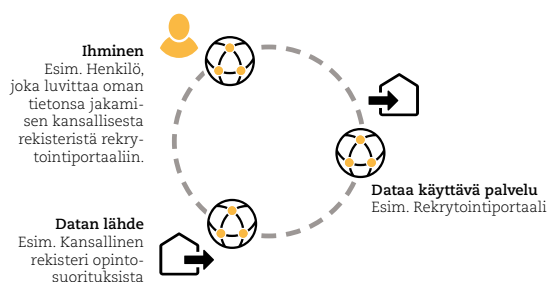 Ihminen
Esim. Henkilö,
joka luvittaa oman
tietonsa jakami-
sen kansallisesta
rekisteristä rekry-
tointiportaaliin.
Dataa käyttävä palvelu
Esim. Rekrytointiportaali
Datan lähde
Esim. Kansallinen
rekisteri opinto-
suorituksista